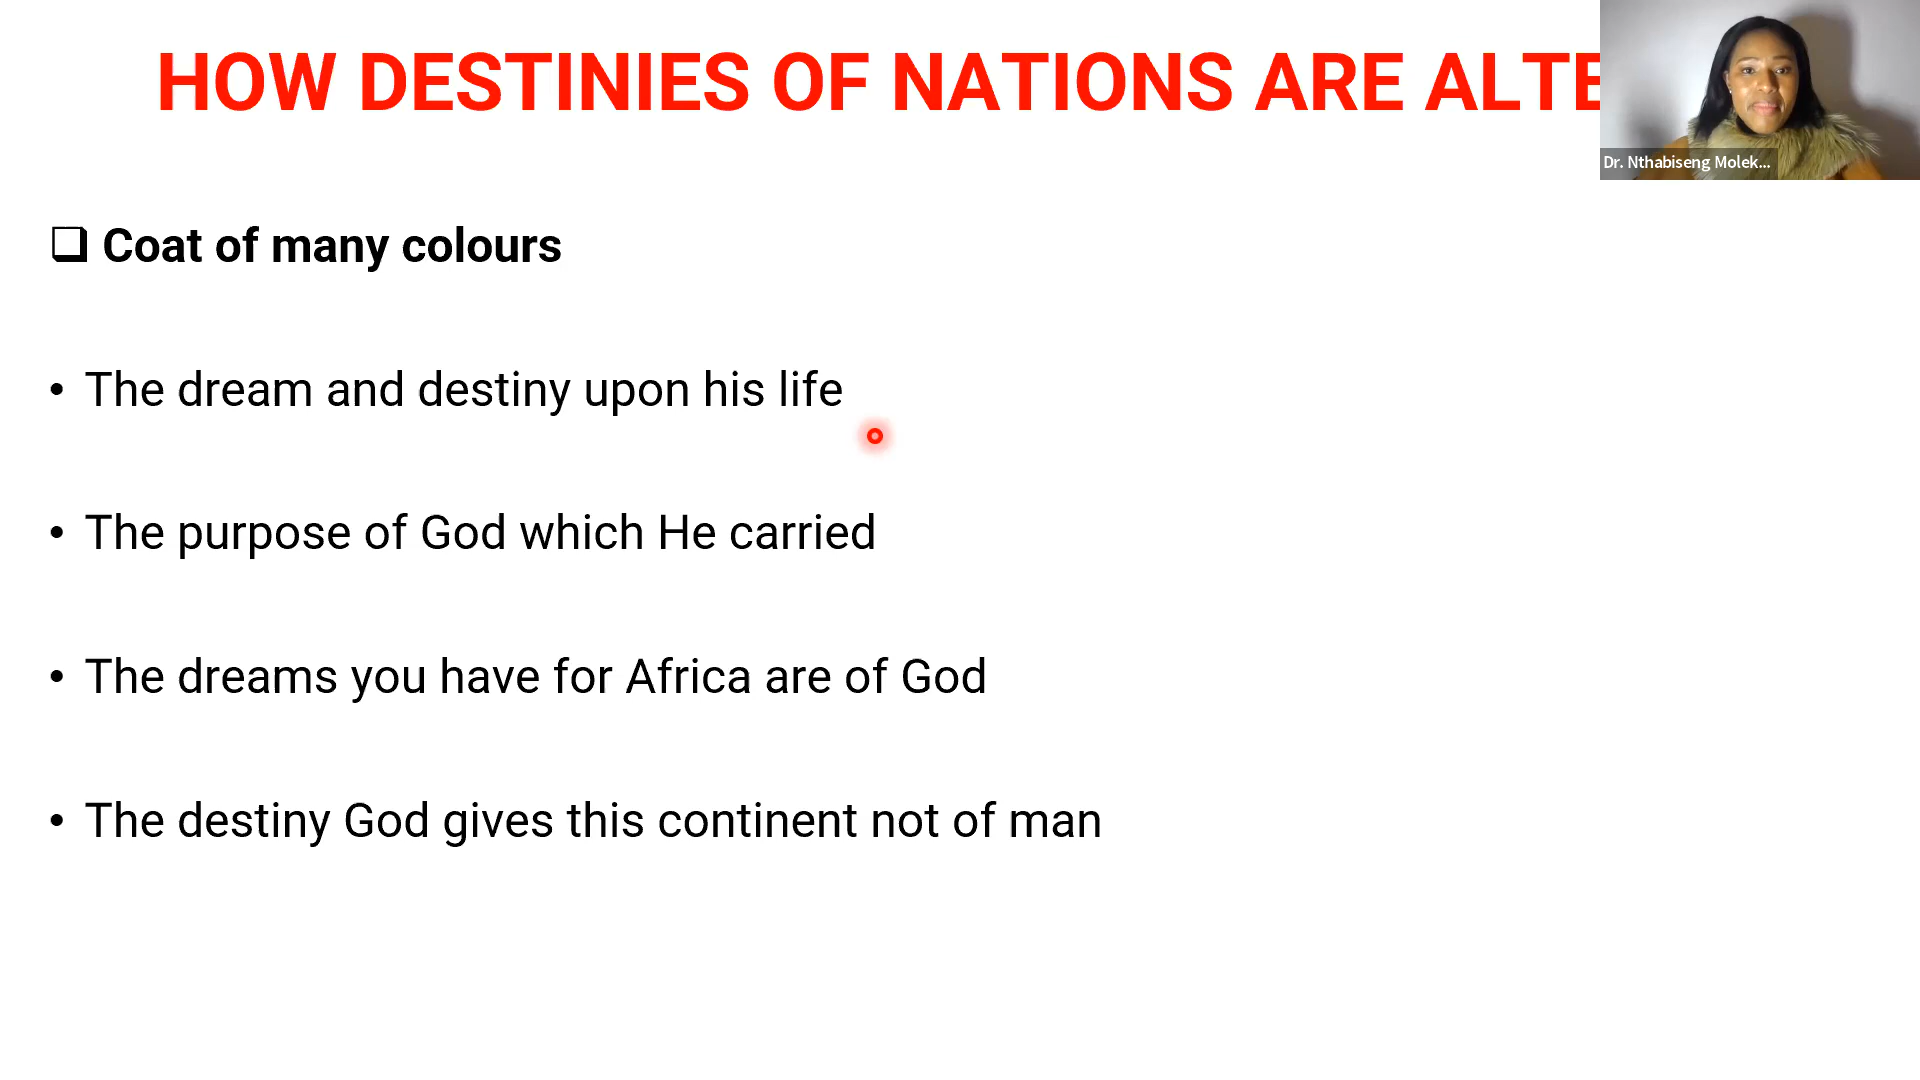 HOW DESTINIES OF NATIONS ARE ALTE
Dr. Nthabiseng Molek...
Coat of many colours
• The dream and destiny upon his life
• The purpose of God which He carried
• The dreams you have for Africa are of God
• The destiny God gives this continent not of man